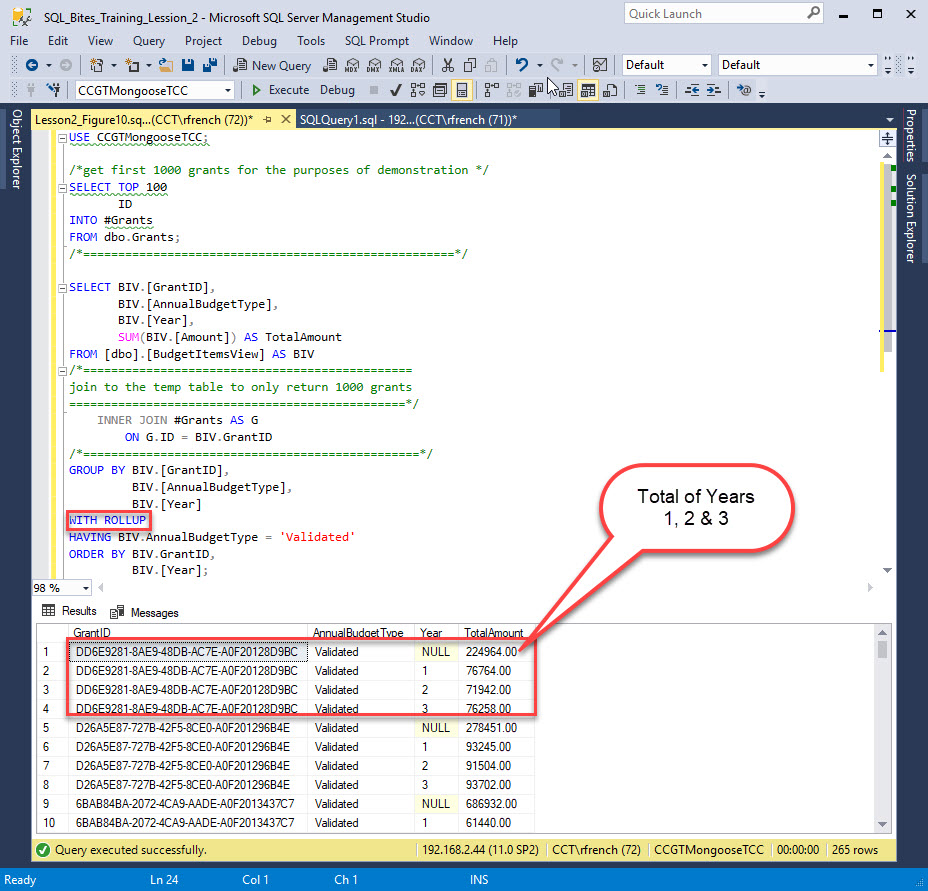 SQL_Bites_Training_Lession_2 - Microsoft SQL Server Management Studio
Quick Launch
File Edit View Query Project Debug Tools SQL Prompt Window Help
New Query MDX DMX XMLA DAX Default Default
CCGTMongooseTCC Execute Debug
Lesson2_Figure10.sq...(CCT\rfrench (72))* SQLQuery1.sql - 192...(CCT\rfrench (71))*
Object Explorer
Properties
Solution Explorer
USE CCGTMongooseTCC;
/*get first 1000 grants for the purposes of demonstration */
SELECT TOP 100
ID
INTO #Grants
FROM dbo.Grants;
/*=====================================================*/
SELECT BIV.[GrantID],
BIV.[AnnualBudgetType],
BIV.[Year],
SUM(BIV.[Amount]) AS TotalAmount
FROM [dbo].[BudgetItemsView] AS BIV
/*===============================================
join to the temp table to only return 1000 grants
================================================*/
INNER JOIN #Grants AS G
ON G.ID = BIV.GrantID
/*================================================*/
GROUP BY BIV.[GrantID],
BIV.[AnnualBudgetType],
BIV.[Year]
WITH ROLLUP
HAVING BIV.AnnualBudgetType = 'Validated'
ORDER BY BIV.GrantID,
BIV.[Year];
Total of Years
1, 2 & 3
98 %
Results Messages
GrantID AnnualBudgetType Year TotalAmount
1 DD6E9281-8AE9-48DB-AC7E-A0F20128D9BC Validated NULL 224964.00
2 DD6E9281-8AE9-48DB-AC7E-A0F20128D9BC Validated 1 76764.00
3 DD6E9281-8AE9-48DB-AC7E-A0F20128D9BC Validated 2 71942.00
4 DD6E9281-8AE9-48DB-AC7E-A0F20128D9BC Validated 3 76258.00
5 D26A5E87-727B-42F5-8CE0-A0F201296B4E Validated NULL 278451.00
6 D26A5E87-727B-42F5-8CE0-A0F201296B4E Validated 1 93245.00
7 D26A5E87-727B-42F5-8CE0-A0F201296B4E Validated 2 91504.00
8 D26A5E87-727B-42F5-8CE0-A0F201296B4E Validated 3 93702.00
9 6BAB84BA-2072-4CA9-AADE-A0F2013437C7 Validated NULL 686932.00
10 6BAB84BA-2072-4CA9-AADE-A0F2013437C7 Validated 1 61440.00
Query executed successfully. 192.168.2.44 (11.0 SP2) CCT\rfrench (72) CCGTMongooseTCC 00:00:00 265 rows
Ready Ln 24 Col 1 Ch 1 INS